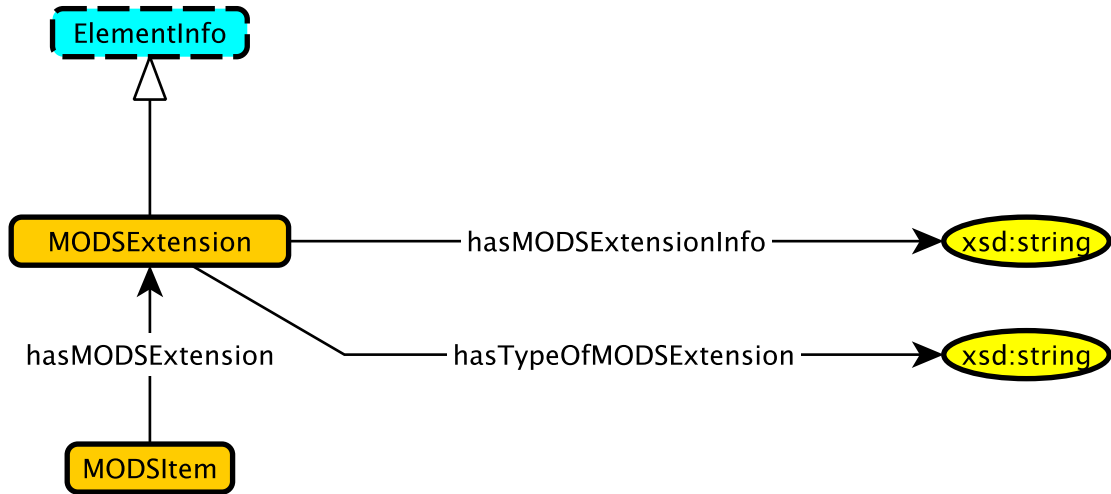 ElementInfo
MODSExtension
hasMODSExtensionInfo
xsd:string
hasMODSExtension
hasTypeOfMODSExtension
xsd:string
MODSItem